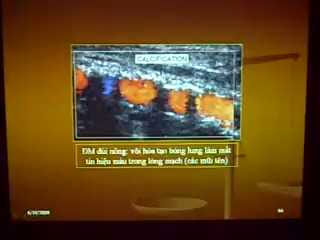 CALCIFICATION
ĐM đùi nông: vôi hóa tạo bóng lưng làm mất
tín hiệu màu trong lòng mạch (các mũi tên)